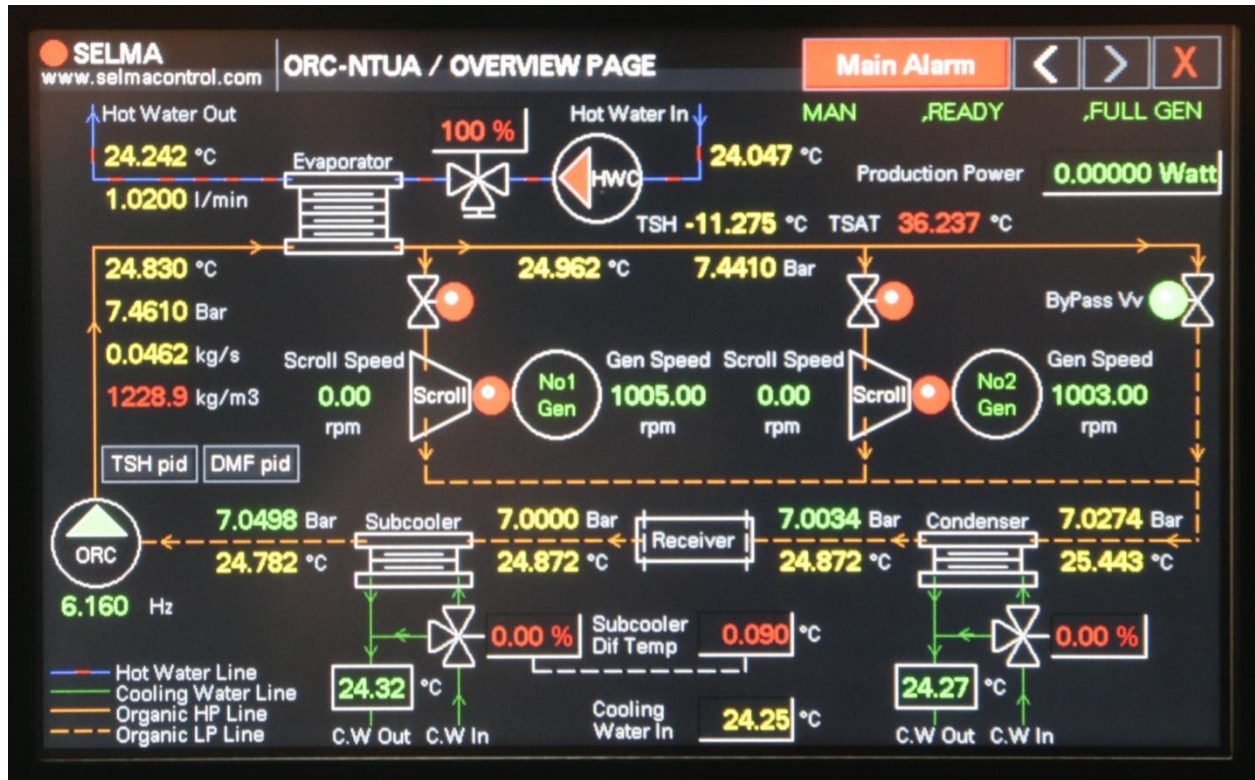 SELMA
www.selmacontrol.com
ORC-NTUA / OVERVIEW PAGE
Main Alarm
<
>
X
MAN ,READY ,FULL GEN
Hot Water Out
24.242 °C
1.0200 l/min
Evaporator
100 %
HWC
Hot Water In
24.047 °C
Production Power 0.00000 Watt
TSH -11.275 °C TSAT 36.237 °C
24.830 °C
7.4610 Bar
0.0462 kg/s
1228.9 kg/m3
24.962 °C 7.4410 Bar
ByPass Vv
Scroll Speed
0.00
rpm
Scroll
No1
Gen
Gen Speed
1005.00
rpm
Scroll Speed
0.00
rpm
Scroll
No2
Gen
Gen Speed
1003.00
rpm
TSH pid DMF pid
ORC
6.160 Hz
7.0498 Bar
24.782 °C
Subcooler
7.0000 Bar
24.872 °C
Receiver
7.0034 Bar
24.872 °C
Condenser
7.0274 Bar
25.443 °C
0.00 %
Subcooler
Dif Temp
0.090 °C
0.00 %
Hot Water Line
Cooling Water Line
Organic HP Line
Organic LP Line
24.32 °C
C.W Out C.W In
Cooling
Water In
24.25 °C
24.27 °C
C.W Out C.W In